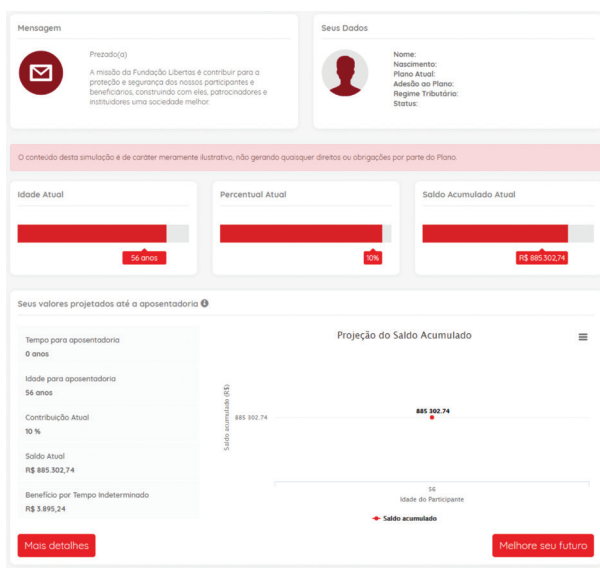 Mensagem
Prezado(a)
A missão da Fundação Libertas é contribuir para a
proteção e segurança dos nossos participantes e
beneficiários, construindo com eles, patrocinadores e
instituidores uma sociedade melhor.
Seus Dados
Nome:
Nascimento:
Plano Atual:
Adesão ao Plano:
Regime Tributário:
Status:
O conteúdo desta simulação é de caráter meramente ilustrativo, não gerando quaisquer direitos ou obrigações por parte do Plano.
Idade Atual
56 anos
Percentual Atual
10%
Saldo Acumulado Atual
R$ 885.302,74
Seus valores projetados até a aposentadoria
Tempo para aposentadoria
0 anos
Idade para aposentadoria
56 anos
Contribuição Atual
10 %
Saldo Atual
R$ 885.302,74
Benefício por Tempo Indeterminado
R$ 3.895,24
Projeção do Saldo Acumulado
Saldo acumulado (R$)
885 302.74
885 302.74
56
Idade do Participante
Saldo acumulado
Mais detalhes
Melhore seu futuro